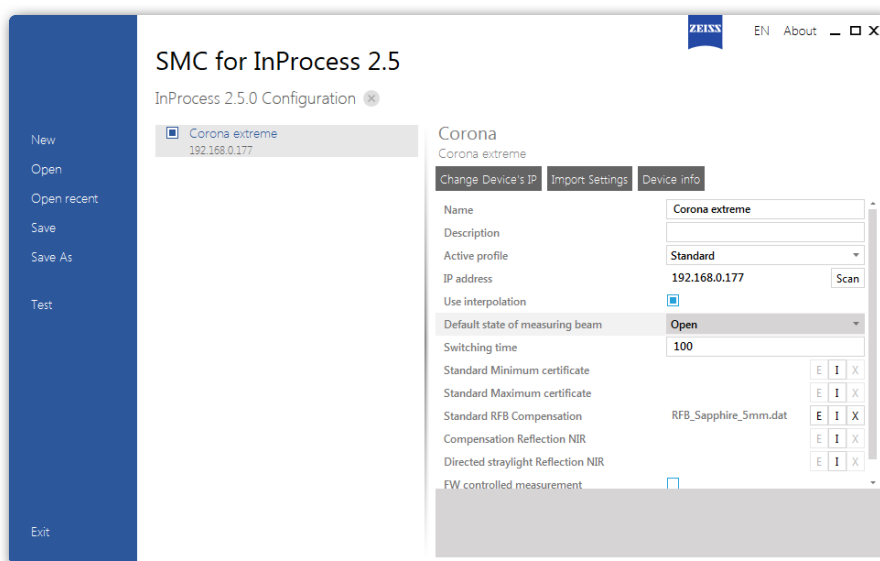 ZEISS
EN About
SMC for InProcess 2.5
InProcess 2.5.0 Configuration
New
Open
Open recent
Save
Save As
Test
Exit
Corona extreme
192.168.0.177
Corona
Corona extreme
Change Device's IP Import Settings Device info
Name Corona extreme
Description
Active profile Standard
IP address 192.168.0.177 Scan
Use interpolation
Default state of measuring beam Open
Switching time 100
Standard Minimum certificate E I X
Standard Maximum certificate E I X
Standard RFB Compensation RFB_Sapphire_5mm.dat E I X
Compensation Reflection NIR E I X
Directed straylight Reflection NIR E I X
FW controlled measurement